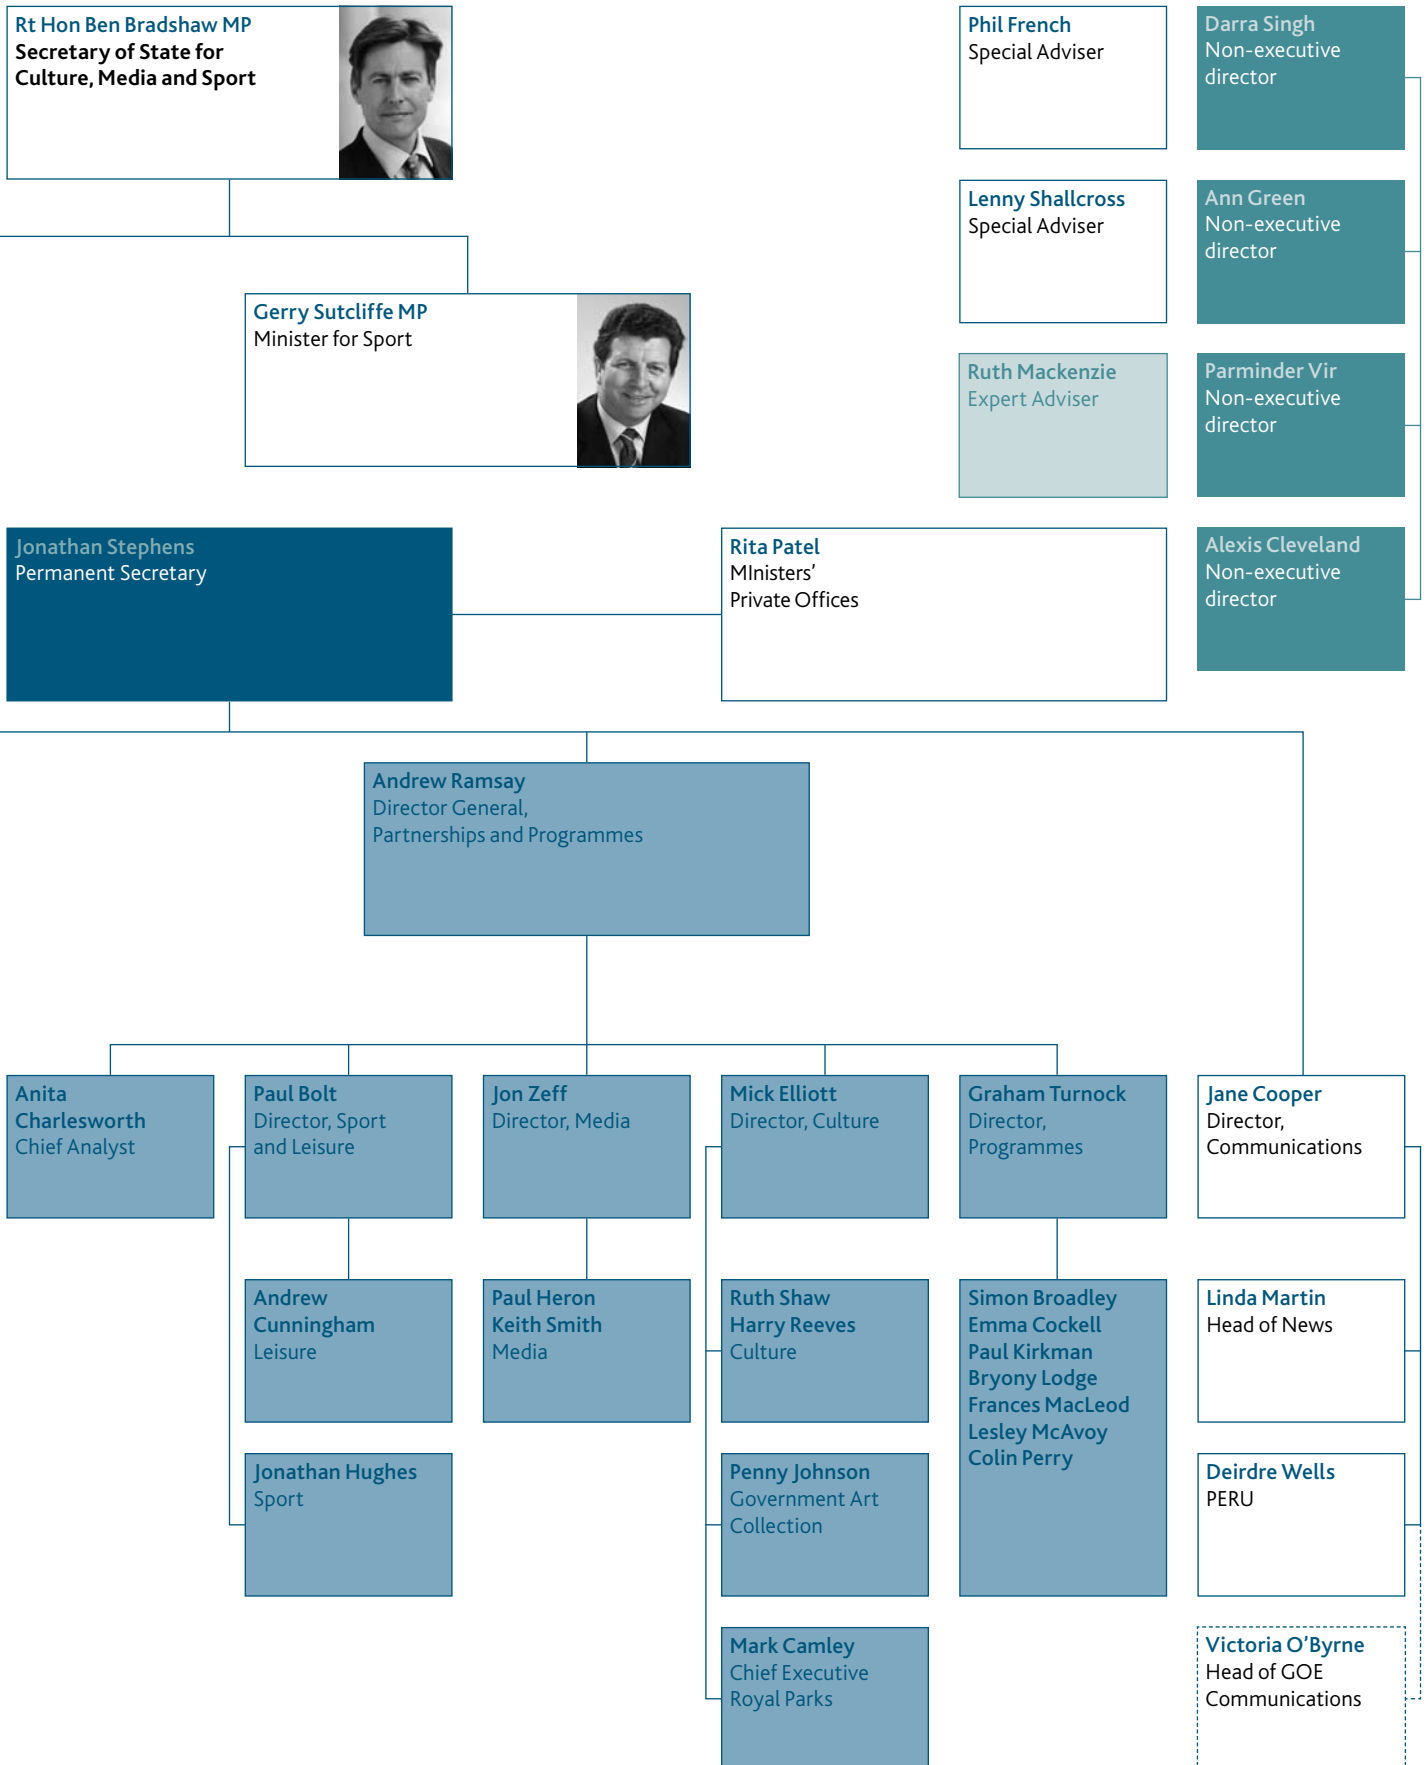 Rt Hon Ben Bradshaw MP
Secretary of State for
Culture, Media and Sport
Phil French
Special Adviser
Darra Singh
Non-executive
director
Lenny Shallcross
Special Adviser
Ann Green
Non-executive
director
Gerry Sutcliffe MP
Minister for Sport
Ruth Mackenzie
Expert Adviser
Parminder Vir
Non-executive
director
Jonathan Stephens
Permanent Secretary
Rita Patel
MInisters’
Private Offices
Alexis Cleveland
Non-executive
director
Andrew Ramsay
Director General,
Partnerships and Programmes
Anita
Charlesworth
Chief Analyst
Paul Bolt
Director, Sport
and Leisure
Jon Zeff
Director, Media
Mick Elliott
Director, Culture
Graham Turnock
Director,
Programmes
Jane Cooper
Director,
Communications
Andrew
Cunningham
Leisure
Paul Heron
Keith Smith
Media
Ruth Shaw
Harry Reeves
Culture
Simon Broadley
Emma Cockell
Paul Kirkman
Bryony Lodge
Frances MacLeod
Lesley McAvoy
Colin Perry
Linda Martin
Head of News
Jonathan Hughes
Sport
Penny Johnson
Government Art
Collection
Deirdre Wells
PERU
Mark Camley
Chief Executive
Royal Parks
Victoria O’Byrne
Head of GOE
Communications